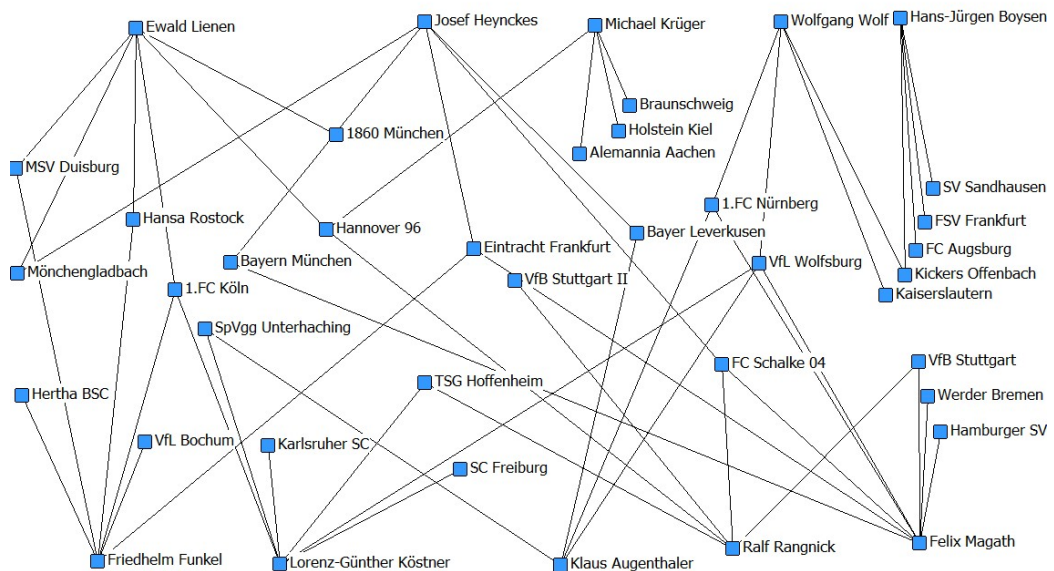 Ewald Lienen
Josef Heynckes
Michael Krüger
Wolfgang Wolf
Hans-Jürgen Boysen
Braunschweig
1860 München
Holstein Kiel
Alemannia Aachen
MSV Duisburg
SV Sandhausen
1.FC Nürnberg
Hansa Rostock
FSV Frankfurt
Hannover 96
Bayer Leverkusen
Eintracht Frankfurt
FC Augsburg
Bayern München
VfL Wolfsburg
Mönchengladbach
Kickers Offenbach
VfB Stuttgart II
1.FC Köln
Kaiserslautern
SpVgg Unterhaching
VfB Stuttgart
FC Schalke 04
TSG Hoffenheim
Hertha BSC
Werder Bremen
Hamburger SV
VfL Bochum
Karlsruher SC
SC Freiburg
Felix Magath
Ralf Rangnick
Friedhelm Funkel
Lorenz-Günther Köstner
Klaus Augenthaler